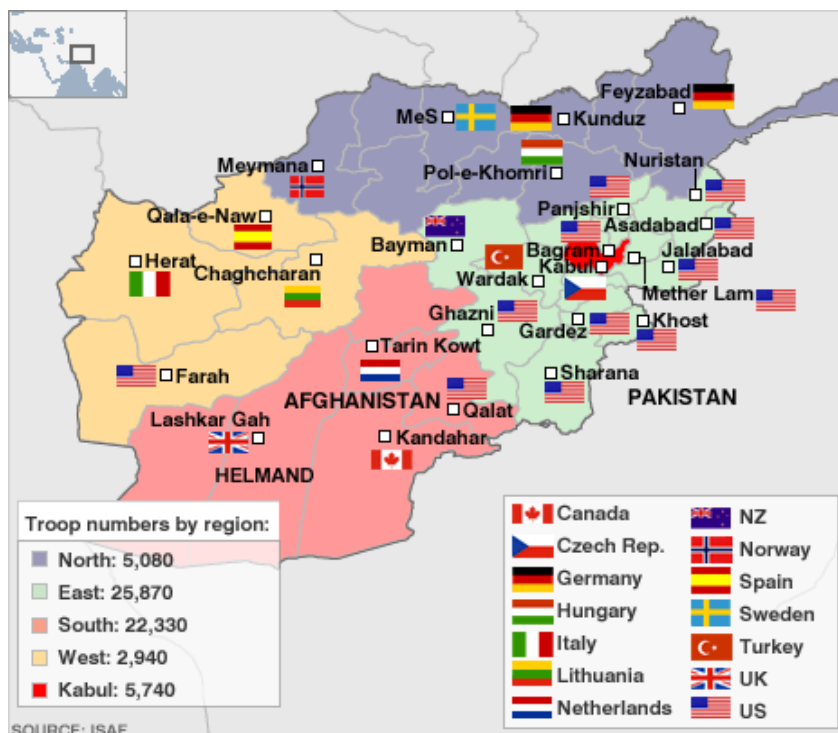 Feyzabad
MeS
Kunduz
Meymana
Pol-e-Khomri
Nuristan
Qala-e-Naw
Panjshir
Asadabad
Herat
Chaghcharan
Bayman
Bagram
Jalalabad
Wardak
Kabul
Mether Lam
Ghazni
Gardez
Khost
Tarin Kowt
Farah
Sharana
AFGHANISTAN
PAKISTAN
Lashkar Gah
Qalat
Kandahar
HELMAND
Troop numbers by region:
North: 5,080
East: 25,870
South: 22,330
West: 2,940
Kabul: 5,740
Canada
Czech Rep.
Germany
Hungary
Italy
Lithuania
Netherlands
NZ
Norway
Spain
Sweden
Turkey
UK
US
SOURCE: ISAF